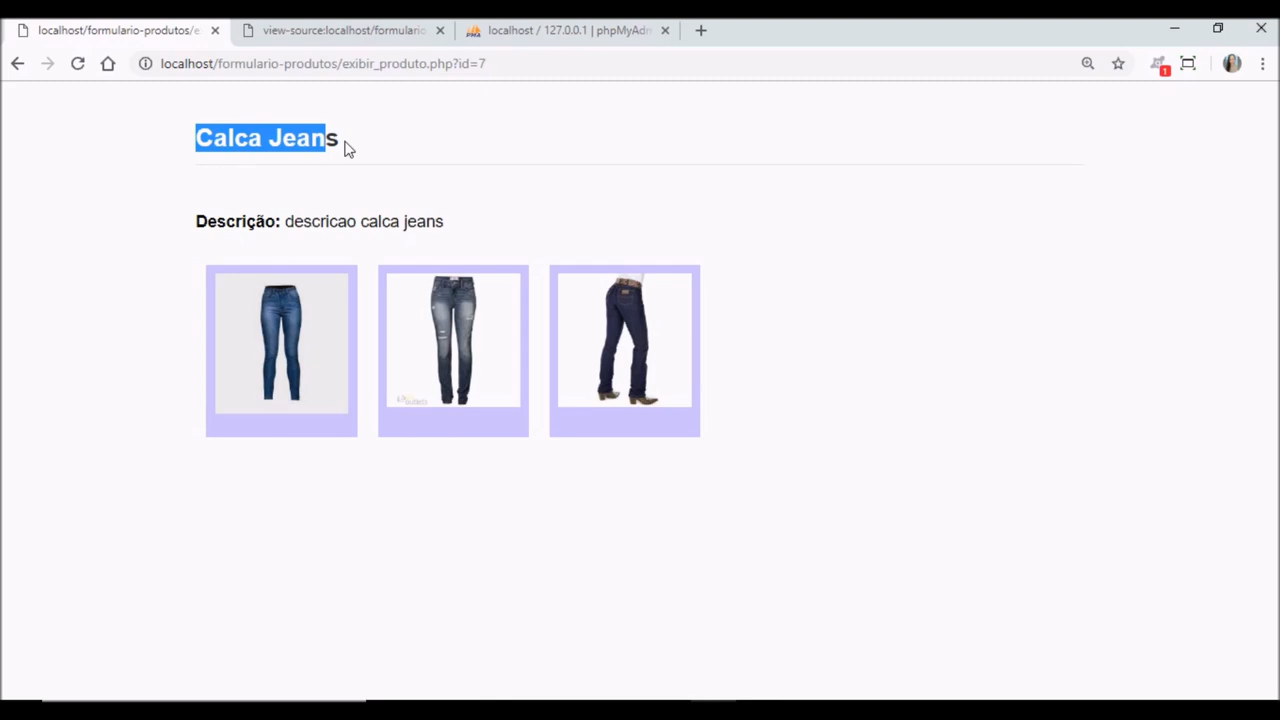 localhost/formulario-produtos/e
view-source:localhost/formulario
localhost / 127.0.0.1 | phpMyAdm
localhost/formulario-produtos/exibir_produto.php?id=7
1
Calca Jeans
Descrição: descricao calca jeans